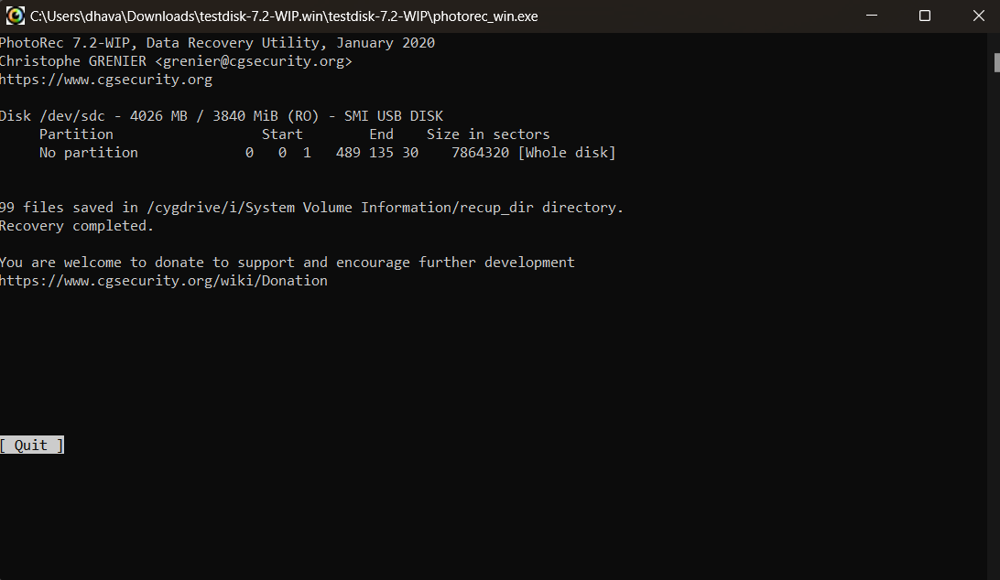 C:\Users\dhava\Downloads\testdisk-7.2-WIP.win\testdisk-7.2-WIP\photorec_win.exe
PhotoRec 7.2-WIP, Data Recovery Utility, January 2020
Christophe GRENIER <grenier@cgsecurity.org>
https://www.cgsecurity.org
Disk /dev/sdc - 4026 MB / 3840 MiB (RO) - SMI USB DISK
Partition Start End Size in sectors
No partition 0 0 1 489 135 30 7864320 [Whole disk]
99 files saved in /cygdrive/i/System Volume Information/recup_dir directory.
Recovery completed.
You are welcome to donate to support and encourage further development
https://www.cgsecurity.org/wiki/Donation
[ Quit ]